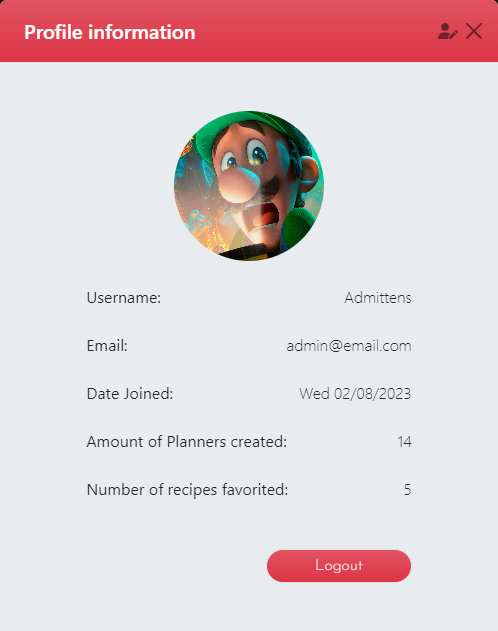 Profile information
Username: Admittens
Email: admin@email.com
Date Joined: Wed 02/08/2023
Amount of Planners created: 14
Number of recipes favorited: 5
Logout